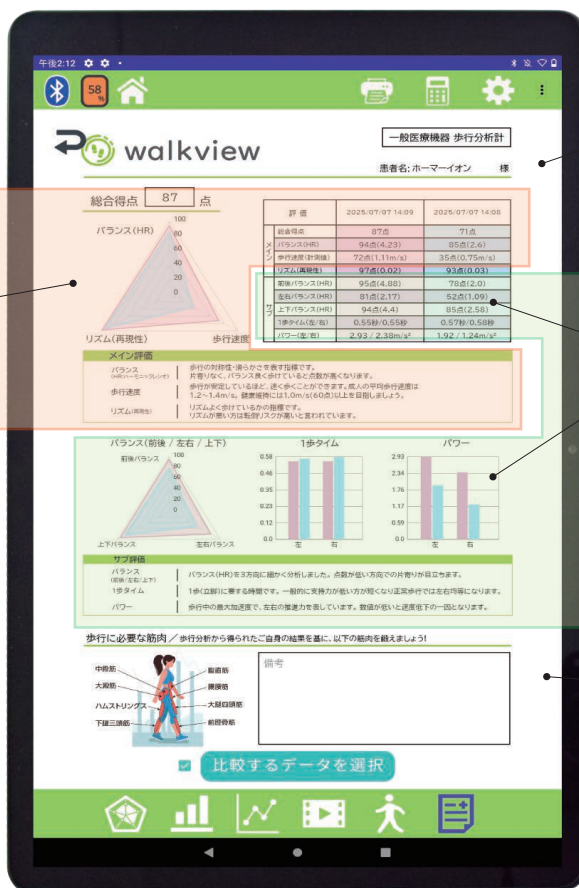 午後2:12
58
%
walkview
一般医療機器 歩行分析計
患者名; ホーマーイオン 様
総合得点 87 点
バランス(HR)
100
80
60
40
20
0
リズム(再現性)
歩行速度
評 価 2025/07/07 14:09 2025/07/07 14:08
メイン
総合得点 87点 71点
バランス(HR) 94点(4.23) 85点(2.6)
歩行速度(計測値) 72点(1.11m/s) 35点(0.75m/s)
リズム(再現性) 97点(0.02) 93点(0.03)
サブ
前後バランス(HR) 95点(4.88) 78点(2.0)
左右バランス(HR) 81点(2.17) 52点(1.09)
上下バランス(HR) 94点(4.4) 85点(2.58)
1歩タイム(左/右) 0.55秒/0.55秒 0.57秒/0.58秒
パワー(左/右) 2.93 / 2.38m/s² 1.92 / 1.24m/s²
メイン評価
バランス
(HR:ハーモニックレシオ)
歩行の対称性・滑らかさを表す指標です。
片寄りなく、バランス良く歩けていると点数が高くなります。
歩行速度
歩行が安定しているほど、速く歩くことができます。成人の平均歩行速度は
1.2〜1.4m/s。健康維持には1.0m/s(60点)以上を目指しましょう。
リズム(再現性)
リズムよく歩けているかの指標です。
リズムが悪い方は転倒リスクが高いと言われています。
バランス(前後 / 左右 / 上下)
前後バランス
100
80
60
40
20
0
上下バランス
左右バランス
1歩タイム
0.58
0.46
0.35
0.23
0.12
0.0
左 右
パワー
2.93
2.34
1.76
1.17
0.59
0.0
左 右
サブ評価
バランス
(前後/左右/上下)
バランス(HR)を3方向に細かく分析しました。点数が低い方向での片寄りが目立ちます。
1歩タイム
1歩(立脚)に要する時間です。一般的に支持力が低い方が短くなり正常歩行では左右均等になります。
パワー
歩行中の最大加速度で、左右の推進力を表しています。数値が低いと速度低下の一因となります。
歩行に必要な筋肉／歩行分析から得られたご自身の結果を基に、以下の筋肉を鍛えましょう!
中殿筋
大殿筋
ハムストリングス
下腿三頭筋
腹直筋
腸腰筋
大腿四頭筋
前脛骨筋
備考
比較するデータを選択